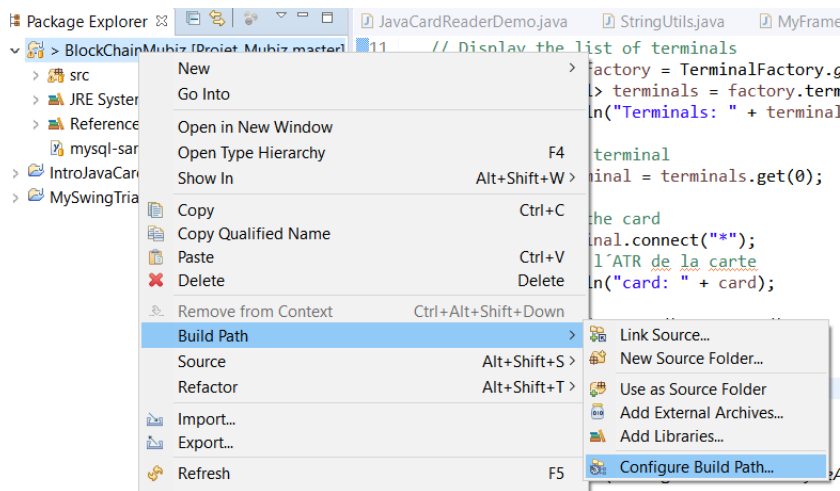 Package Explorer
JavaCardReaderDemo.java
StringUtils.java
MyFrame
> BlockChainMubiz [Projet_Mubiz master]
src
JRE Syster
Reference
mysql-sar
IntroJavaCar
MySwingTria
11 // Display the list of terminals
factory = TerminalFactory.g
l> terminals = factory.term
ln("Terminals: " + terminal
terminal
minal = terminals.get(0);
the card
inal.connect("*");
l´ATR de la carte
ln("card: " + card);
New
Go Into
Open in New Window
Open Type Hierarchy F4
Show In Alt+Shift+W >
Copy Ctrl+C
Copy Qualified Name
Paste Ctrl+V
Delete Delete
Remove from Context Ctrl+Alt+Shift+Down
Build Path
Source Alt+Shift+S >
Refactor Alt+Shift+T >
Import...
Export...
Refresh F5
Link Source...
New Source Folder...
Use as Source Folder
Add External Archives...
Add Libraries...
Configure Build Path...